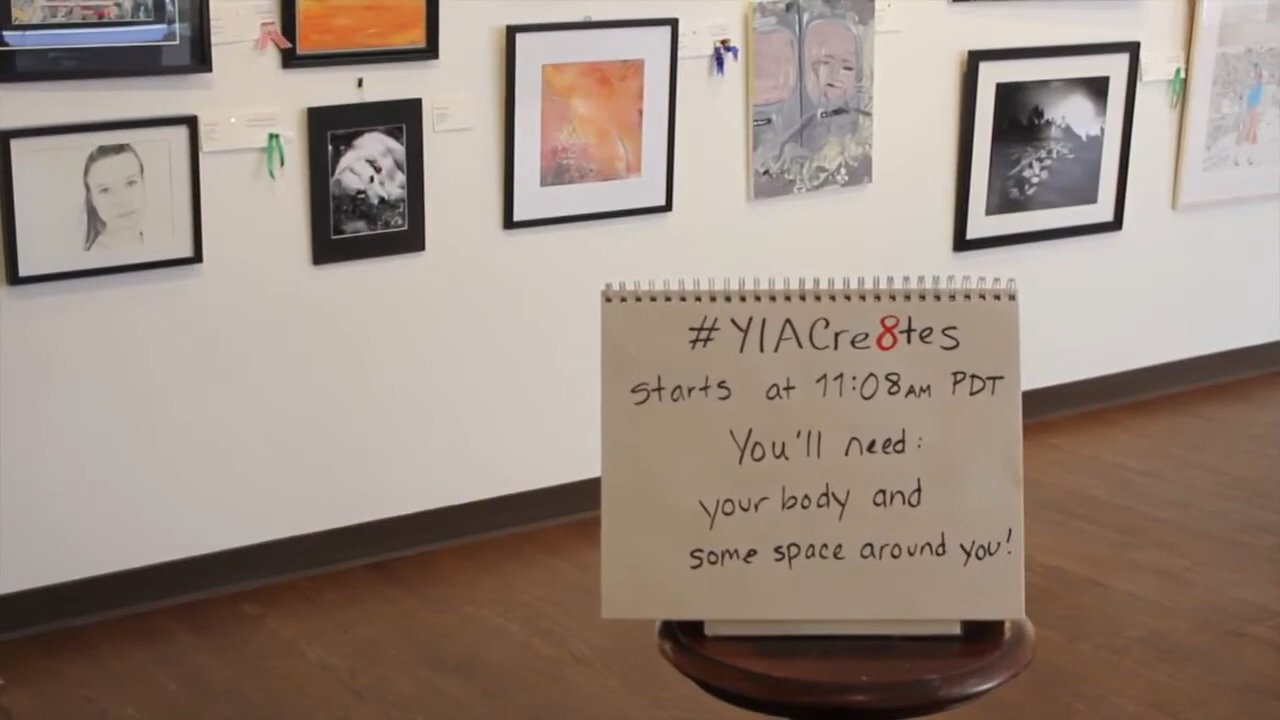 #YIACre8tes
starts at 11:08AM PDT
You'll need:
your body and
some space around you!